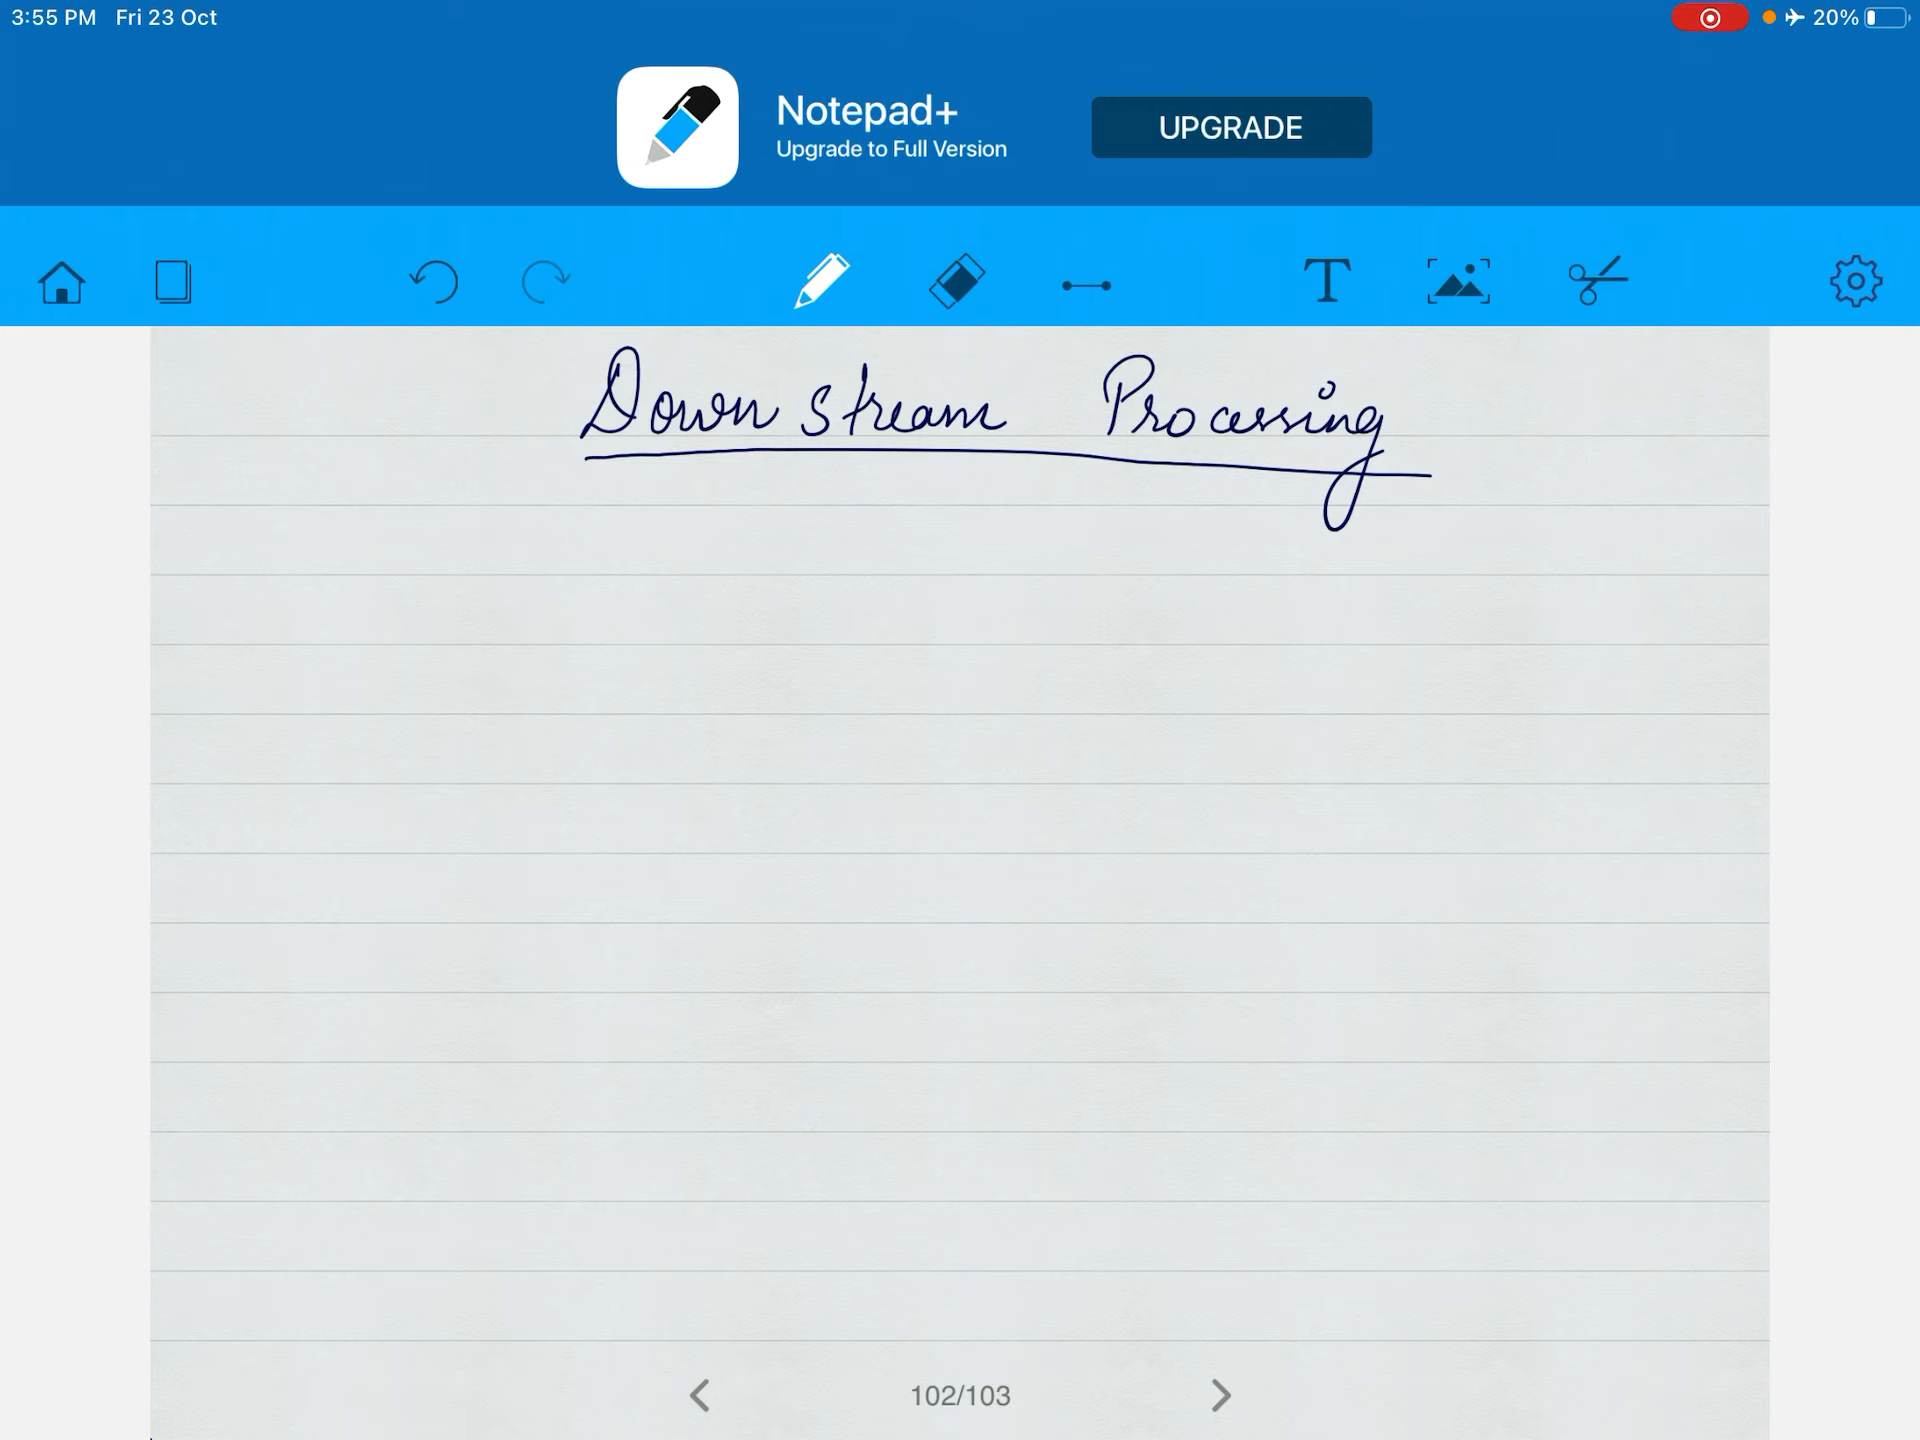 3:55 PM Fri 23 Oct 20%
Notepad+
Upgrade to Full Version
UPGRADE
T
Down stream Processing
102/103